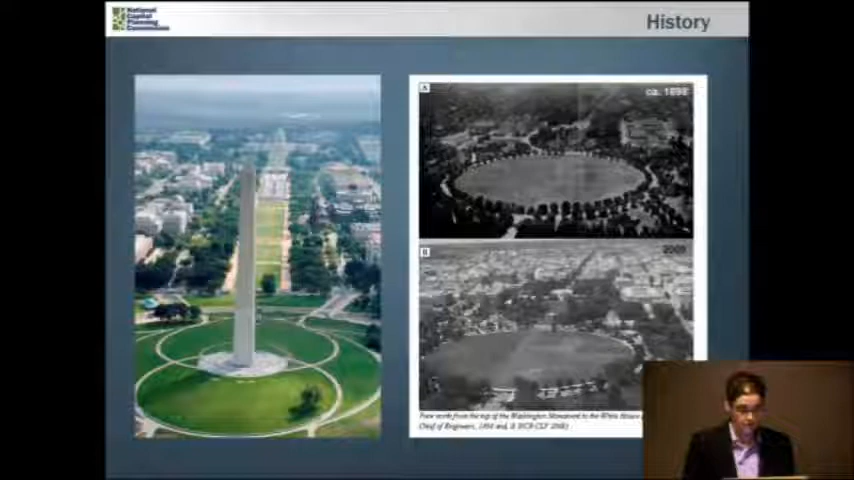 National
Capital
Planning
Commission
History
A
ca. 1898
B
View north from the top of the Washington Monument to the White House
Chief of Engineers, 1898 and, B